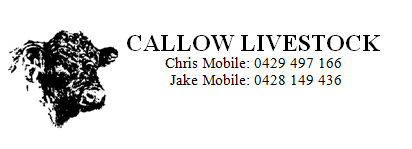 CALLOW LIVESTOCK
Chris Mobile: 0429 497 166
Jake Mobile: 0428 149 436